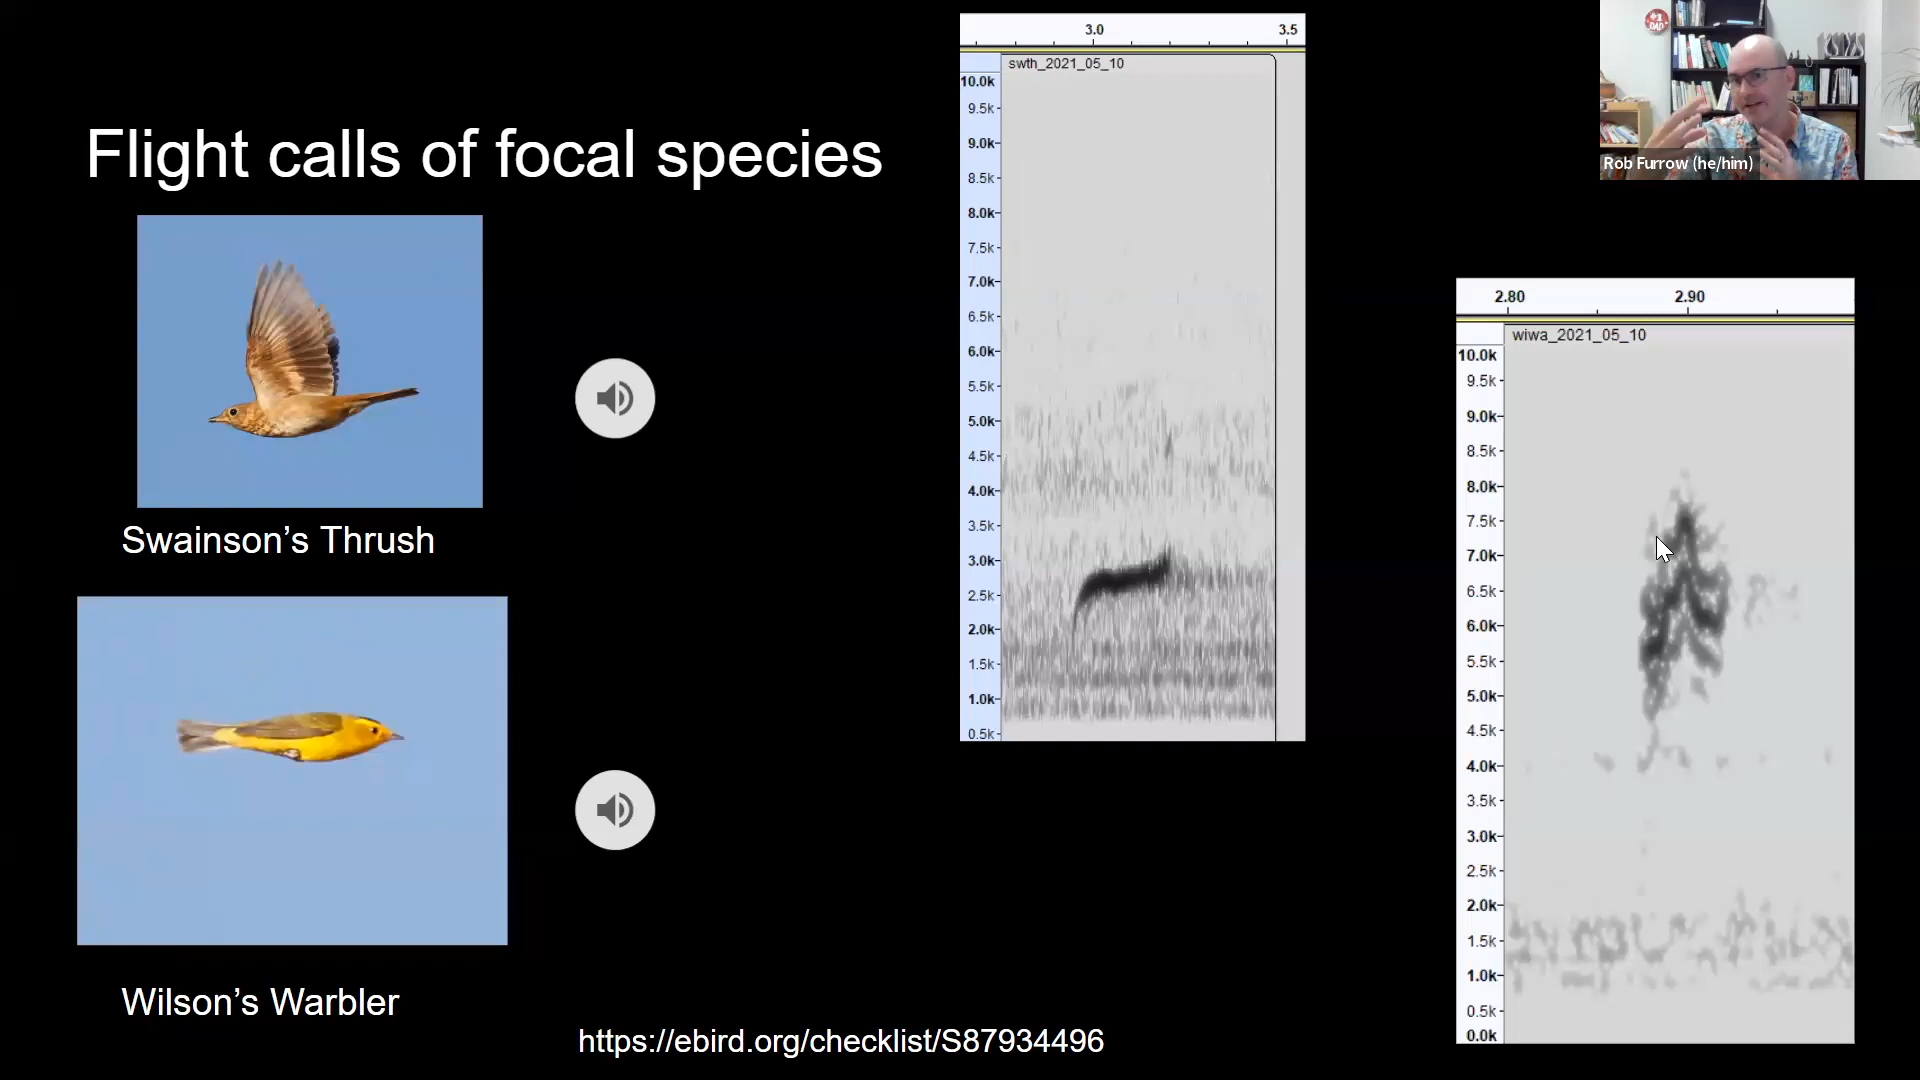 Flight calls of focal species
Swainson's Thrush
Wilson's Warbler
https://ebird.org/checklist/S87934496
3.0 3.5
swth_2021_05_10
10.0k
9.5k
9.0k
8.5k
8.0k
7.5k
7.0k
6.5k
6.0k
5.5k
5.0k
4.5k
4.0k
3.5k
3.0k
2.5k
2.0k
1.5k
1.0k
0.5k
#1
DAD
Rob Furrow (he/him)
2.80 2.90
wiwa_2021_05_10
10.0k
9.5k
9.0k
8.5k
8.0k
7.5k
7.0k
6.5k
6.0k
5.5k
5.0k
4.5k
4.0k
3.5k
3.0k
2.5k
2.0k
1.5k
1.0k
0.5k
0.0k